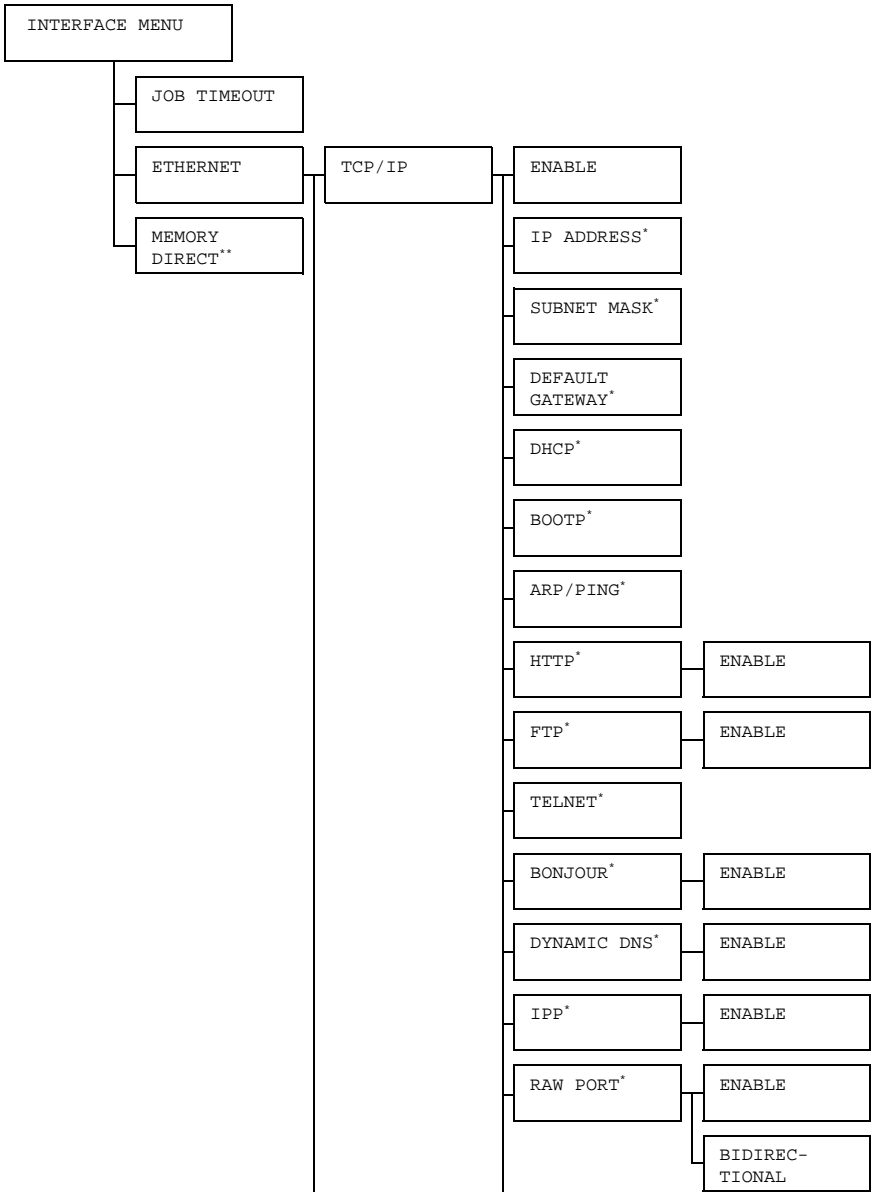 INTERFACE MENU
JOB TIMEOUT
ETHERNET TCP/IP ENABLE
MEMORY
DIRECT**
IP ADDRESS*
SUBNET MASK*
DEFAULT
GATEWAY*
DHCP*
BOOTP*
ARP/PING*
HTTP* ENABLE
FTP* ENABLE
TELNET*
BONJOUR* ENABLE
DYNAMIC DNS* ENABLE
IPP* ENABLE
RAW PORT* ENABLE
BIDIREC-
TIONAL